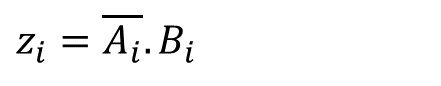 $z_i = \overline{A_i}.B_i$